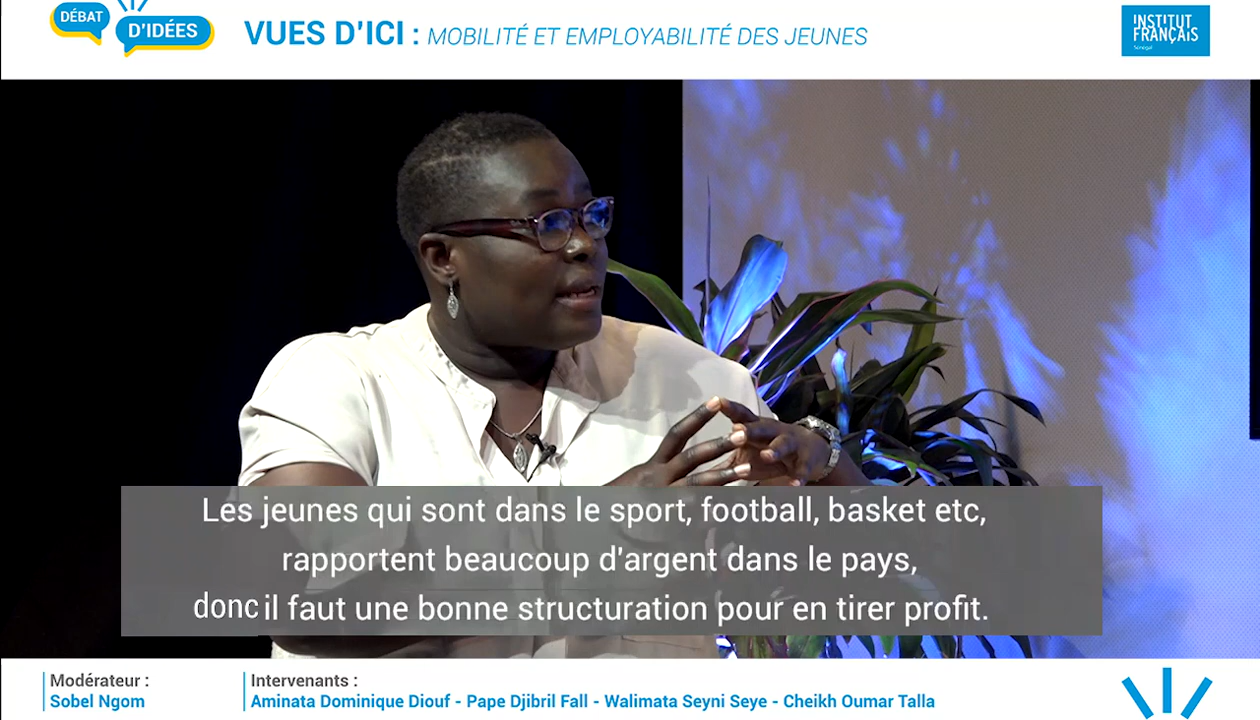 DÉBAT
D'IDÉES
VUES D'ICI : MOBILITÉ ET EMPLOYABILITÉ DES JEUNES
INSTITUT
FRANÇAIS
Sénégal
Les jeunes qui sont dans le sport, football, basket etc,
rapportent beaucoup d'argent dans le pays,
donc il faut une bonne structuration pour en tirer profit.
Modérateur :
Sobel Ngom
Intervenants :
Aminata Dominique Diouf - Pape Djibril Fall - Walimata Seyni Seye - Cheikh Oumar Talla